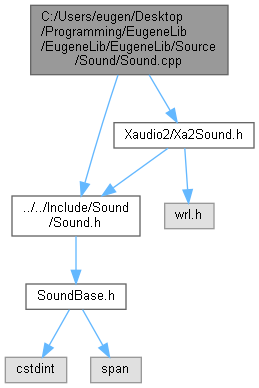 C:/Users/eugen/Desktop
/Programming/EugeneLib
/EugeneLib/EugeneLib/Source
/Sound/Sound.cpp
Xaudio2/Xa2Sound.h
../../Include/Sound
/Sound.h
wrl.h
SoundBase.h
cstdint
span